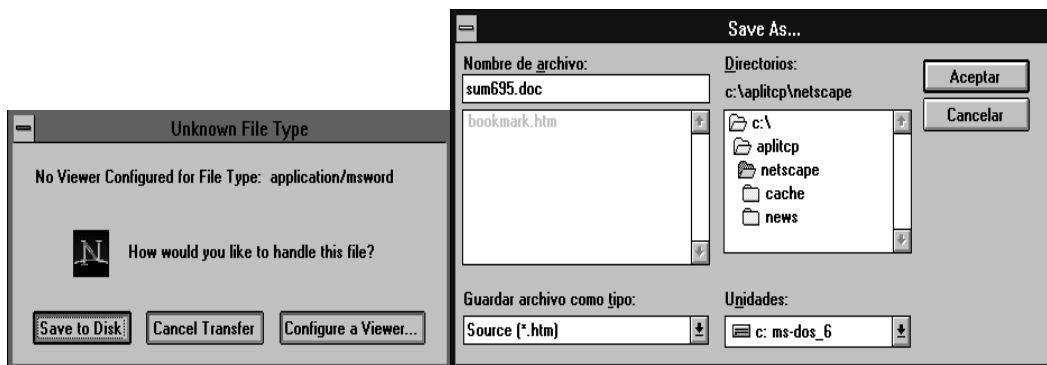 Unknown File Type
No Viewer Configured for File Type: application/msword
N
How would you like to handle this file?
Save to Disk
Cancel Transfer
Configure a Viewer...
Save As...
Nombre de archivo:
sum695.doc
bookmark.htm
Guardar archivo como tipo:
Source (*.htm)
Directorios:
c:\aplitcp\netscape
c:\
aplitcp
netscape
cache
news
Unidades:
c: ms-dos_6
Aceptar
Cancelar